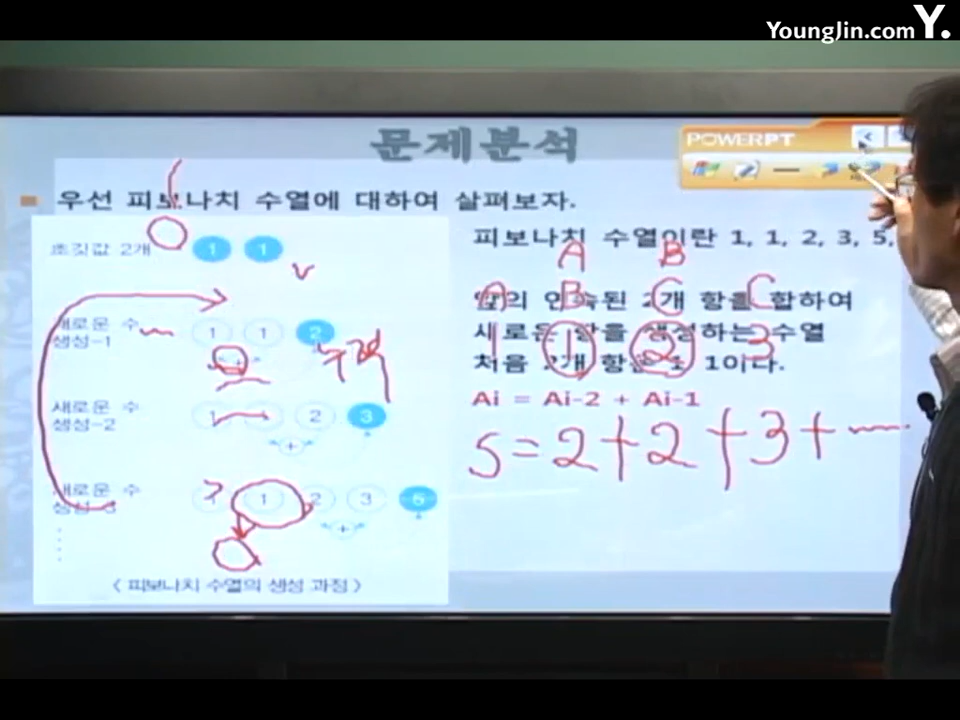 YoungJin.com Y.
문제분석
POWERPT
우선 피보나치 수열에 대하여 살펴보자.
초깃값 2개 1 1
새로운 수
생성-1
1 1 2
새로운 수
생성-2
1 2 3
새로운 수
생성-3
1 1 2 3 5
< 피보나치 수열의 생성 과정 >
피보나치 수열이란 1, 1, 2, 3, 5,
A B
A B C C
앞의 연속된 2개 항을 합하여
새로운 항을 생성하는 수열
1 1 2 3
처음 2개 항은 1, 1이다.
Ai = Ai-2 + Ai-1
S=2+2+3+